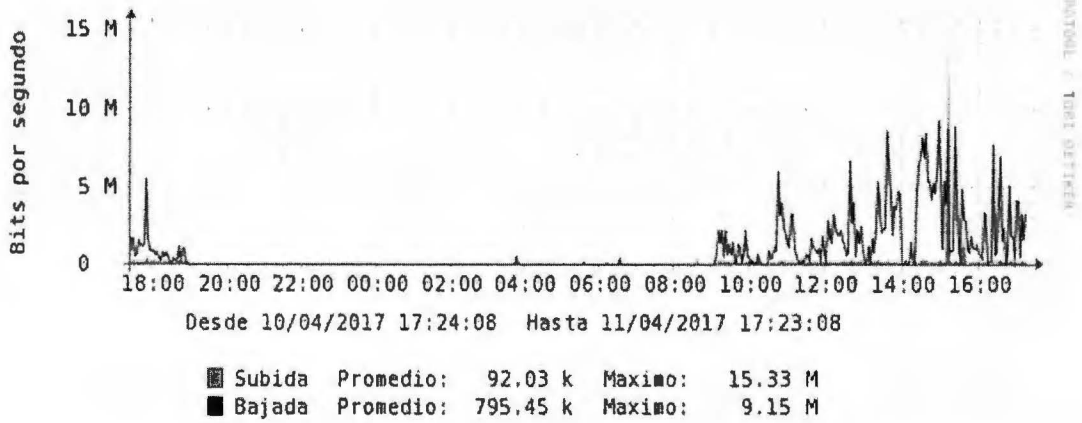 Bits por segundo
15 M
10 M
5 M
0
18:00 20:00 22:00 00:00 02:00 04:00 06:00 08:00 10:00 12:00 14:00 16:00
Desde 10/04/2017 17:24:08 Hasta 11/04/2017 17:23:08
Subida Promedio: 92.03 k Maximo: 15.33 M
Bajada Promedio: 795.45 k Maximo: 9.15 M